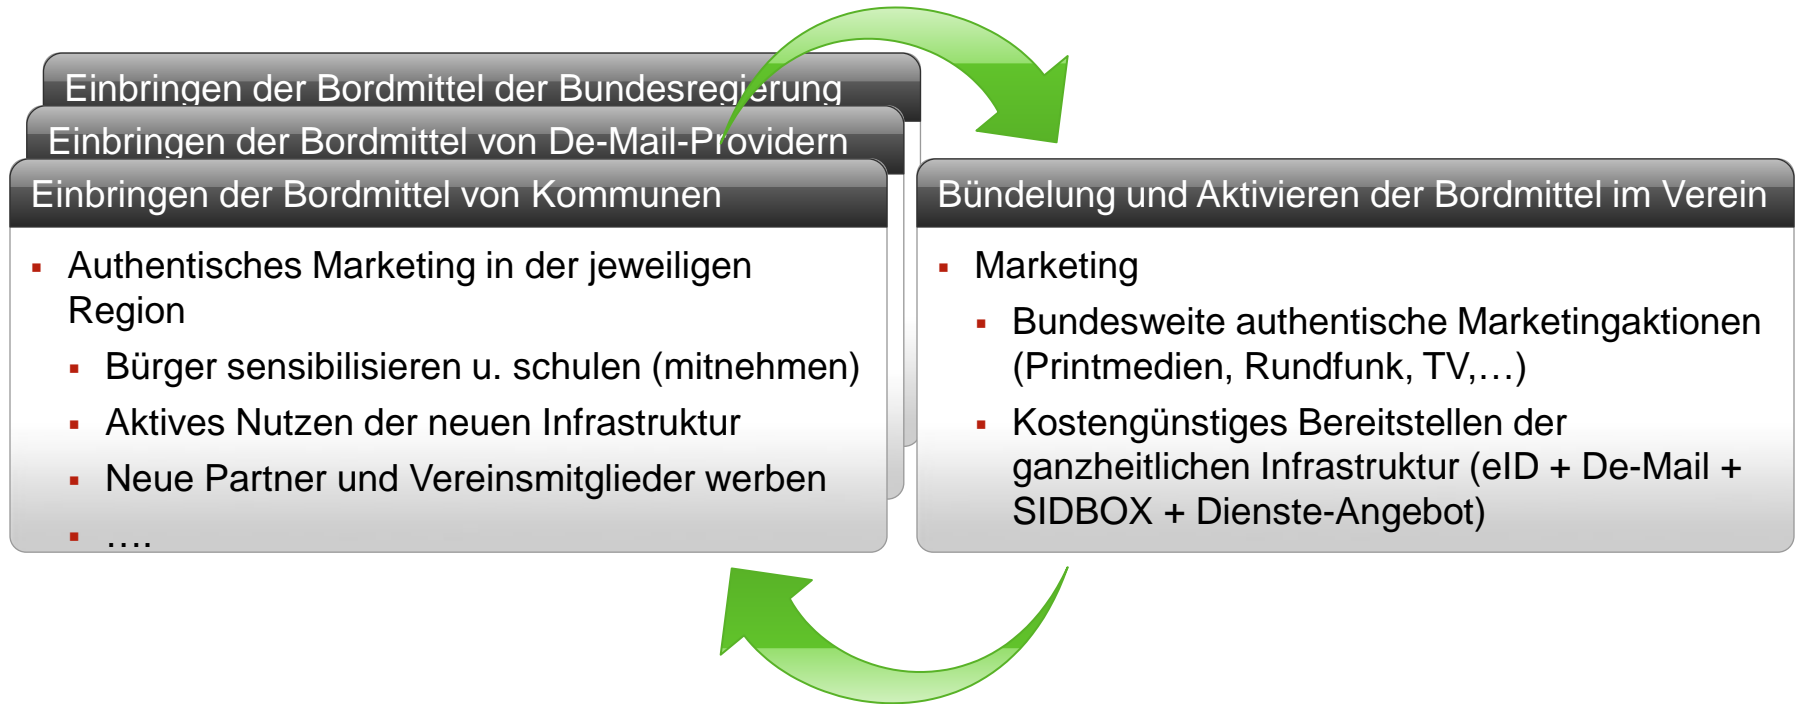 Einbringen der Bordmittel der Bundesregierung
Einbringen der Bordmittel von De-Mail-Providern
Einbringen der Bordmittel von Kommunen
▪ Authentisches Marketing in der jeweiligen
Region
▪ Bürger sensibilisieren u. schulen (mitnehmen)
▪ Aktives Nutzen der neuen Infrastruktur
▪ Neue Partner und Vereinsmitglieder werben
▪ ….
Bündelung und Aktivieren der Bordmittel im Verein
▪ Marketing
▪ Bundesweite authentische Marketingaktionen
(Printmedien, Rundfunk, TV,…)
▪ Kostengünstiges Bereitstellen der
ganzheitlichen Infrastruktur (eID + De-Mail +
SIDBOX + Dienste-Angebot)